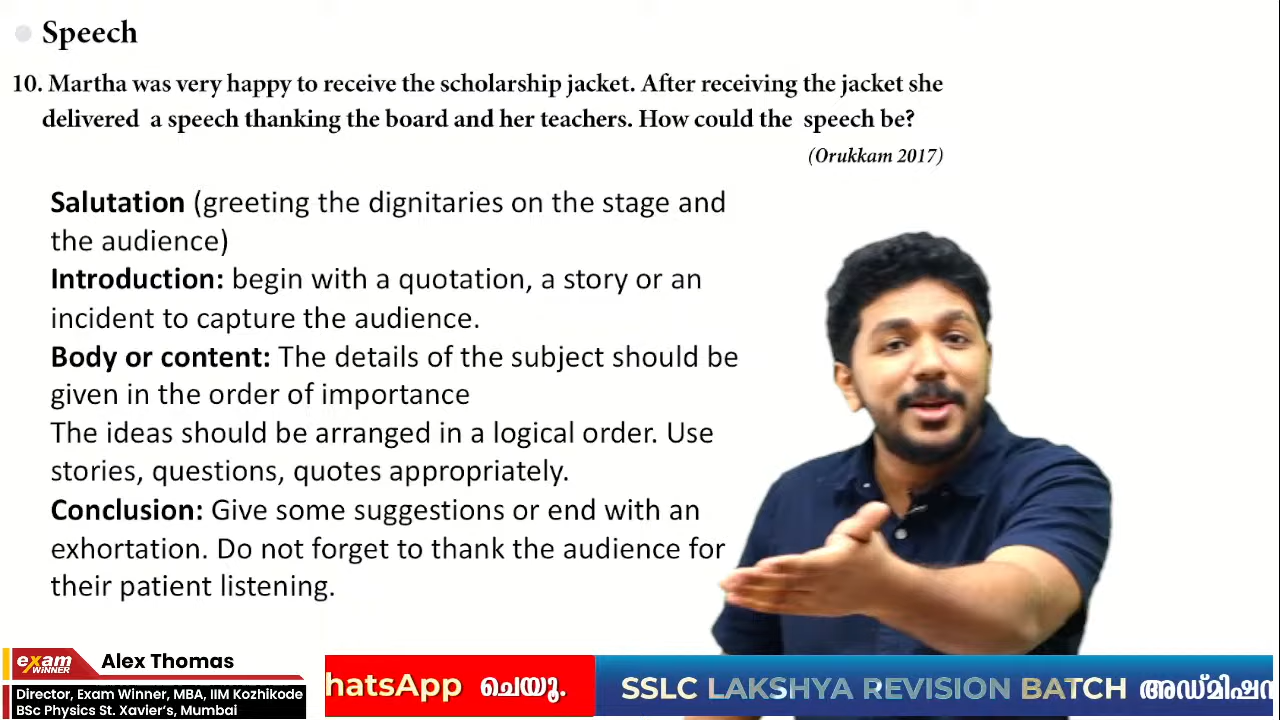 Speech
10. Martha was very happy to receive the scholarship jacket. After receiving the jacket she
delivered a speech thanking the board and her teachers. How could the speech be?
(Orukkam 2017)
Salutation (greeting the dignitaries on the stage and
the audience)
Introduction: begin with a quotation, a story or an
incident to capture the audience.
Body or content: The details of the subject should be
given in the order of importance
The ideas should be arranged in a logical order. Use
stories, questions, quotes appropriately.
Conclusion: Give some suggestions or end with an
exhortation. Do not forget to thank the audience for
their patient listening.
exam
WINNER
Alex Thomas
Director, Exam Winner, MBA, IIM Kozhikode
BSc Physics St. Xavier's, Mumbai
hatsApp ചെയൂ. SSLC LAKSHYA REVISION BATCH അഡ്മിഷന